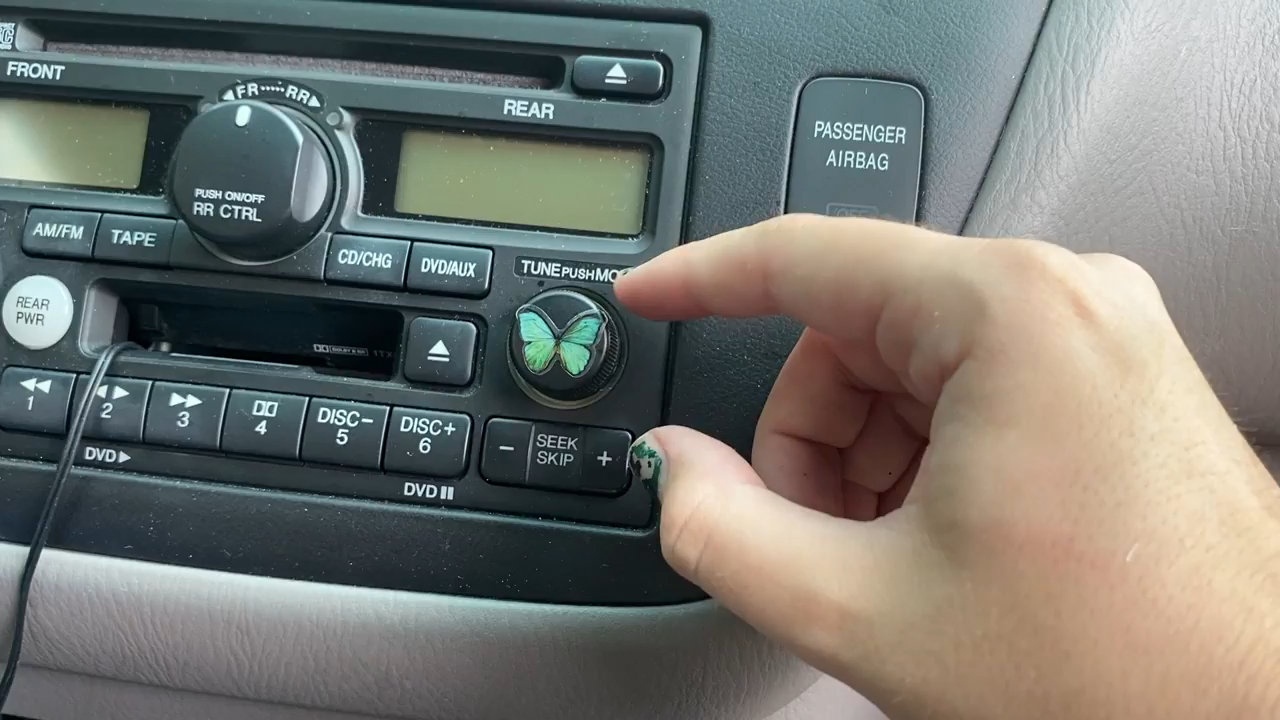 FRONT
◀FR·····RR▶
REAR
PUSH ON/OFF
RR CTRL
PASSENGER
AIRBAG
AM/FM
TAPE
CD/CHG
DVD/AUX
TUNE PUSH
REAR
PWR
1
2
3
4
DISC-
5
DISC+
6
- SEEK
SKIP +
DVD▶
DVD